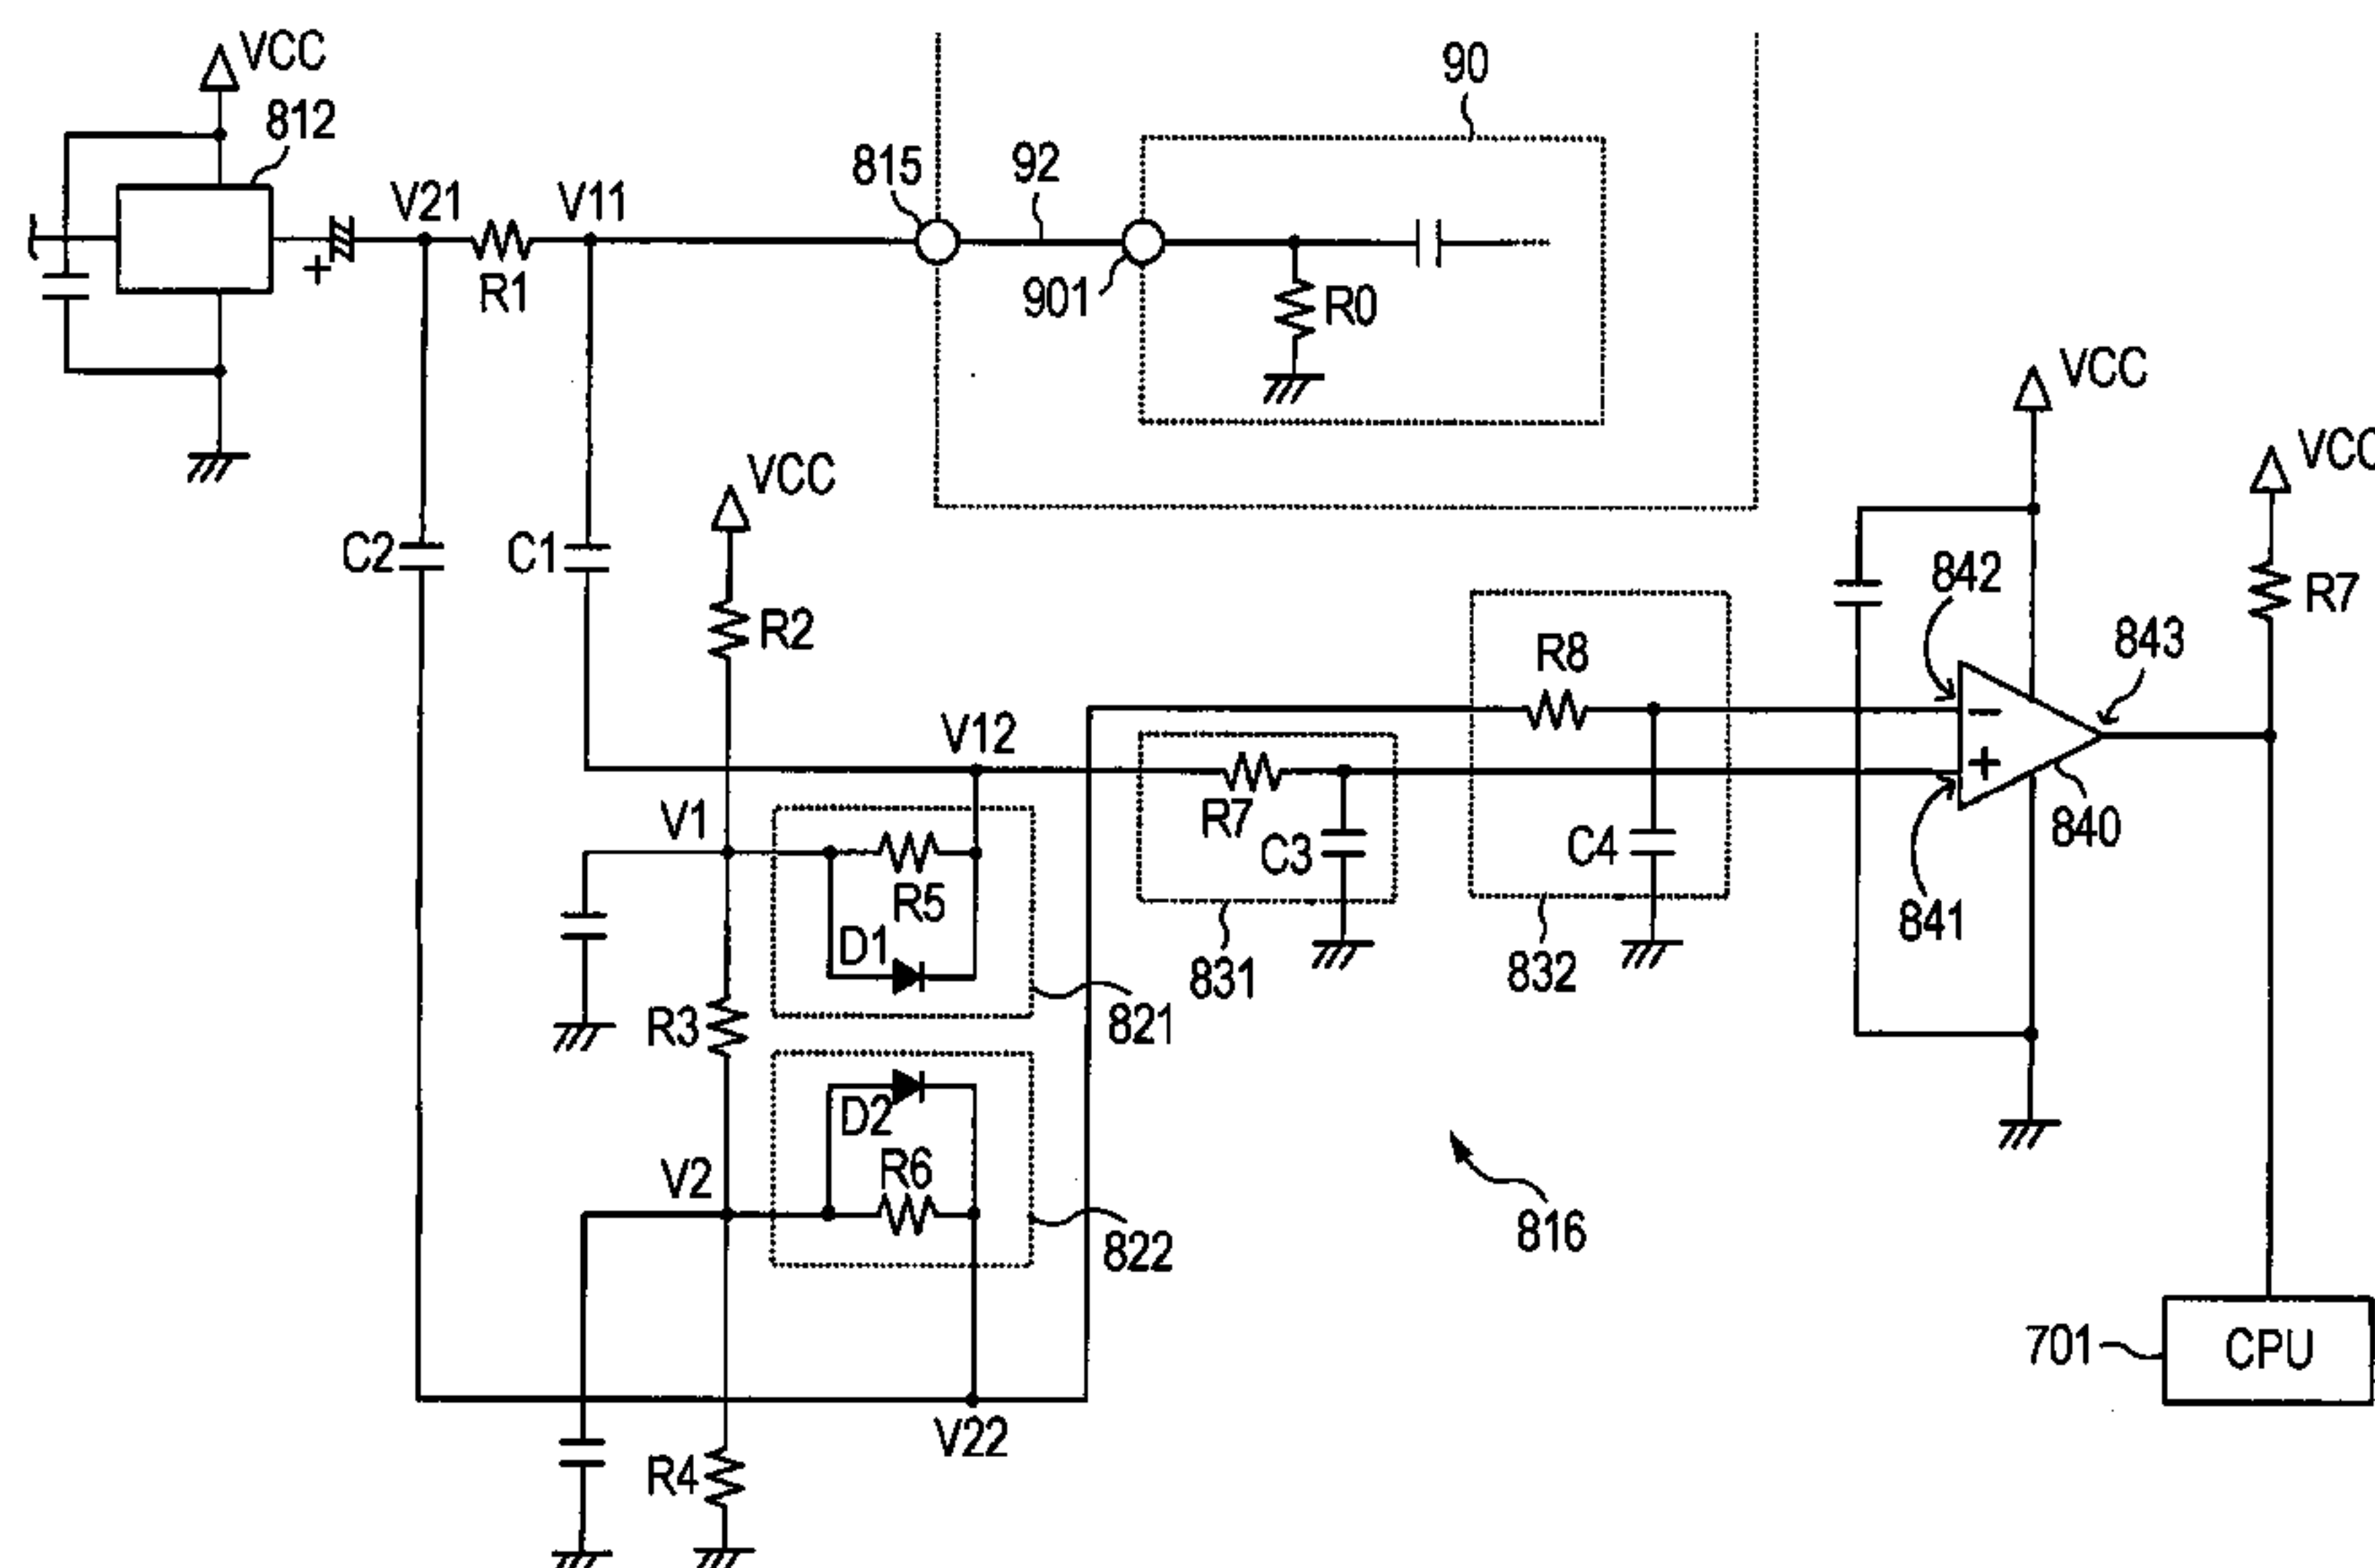 VCC
90
812
815
92
V21
V11
+
R1
901
R0
VCC
VCC
VCC
C2
C1
842
R7
R2
R8
843
V12
−
+
V1
R7
C3
C4
840
R5
D1
841
831
832
R3
821
D2
V2
R6
816
822
701
CPU
V22
R4